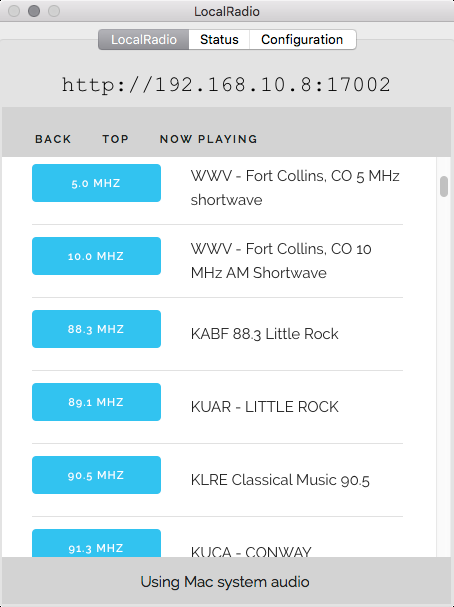 LocalRadio
LocalRadio Status Configuration
http://192.168.10.8:17002
BACK TOP NOW PLAYING
5.0 MHZ
WWV - Fort Collins, CO 5 MHz
shortwave
10.0 MHZ
WWV - Fort Collins, CO 10
MHz AM Shortwave
88.3 MHZ
KABF 88.3 Little Rock
89.1 MHZ
KUAR - LITTLE ROCK
90.5 MHZ
KLRE Classical Music 90.5
91.3 MHZ
KUCA - CONWAY
Using Mac system audio